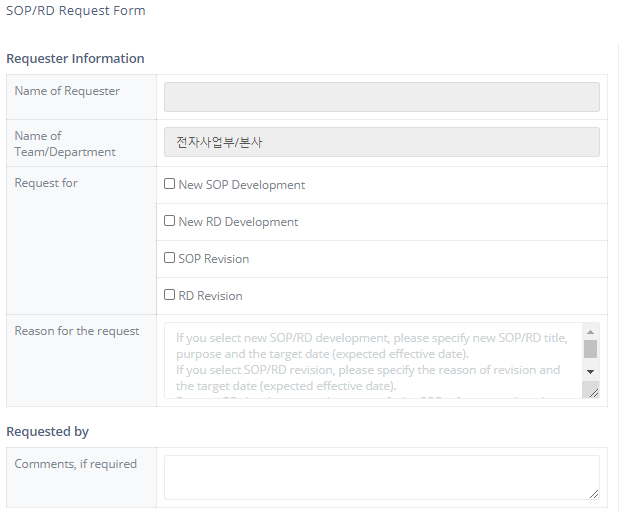 SOP/RD Request Form
Requester Information
Name of Requester
Name of
Team/Department
전자사업부/본사
Request for
New SOP Development
New RD Development
SOP Revision
RD Revision
Reason for the request
If you select new SOP/RD development, please specify new SOP/RD title,
purpose and the target date (expected effective date).
If you select SOP/RD revision, please specify the reason of revision and
the target date (expected effective date).
Requested by
Comments, if required